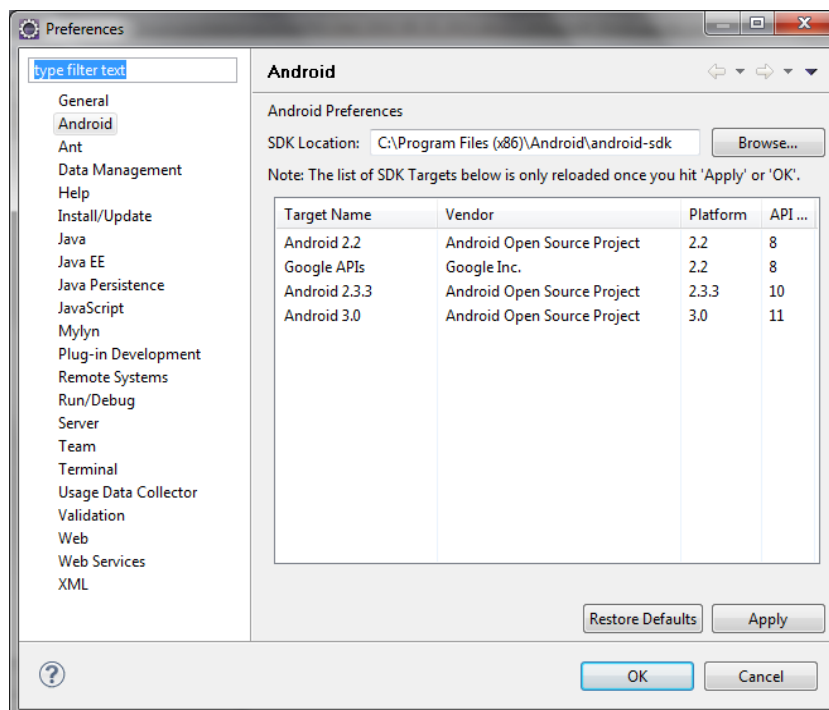 Preferences
type filter text
General
Android
Ant
Data Management
Help
Install/Update
Java
Java EE
Java Persistence
JavaScript
Mylyn
Plug-in Development
Remote Systems
Run/Debug
Server
Team
Terminal
Usage Data Collector
Validation
Web
Web Services
XML
Android
Android Preferences
SDK Location: C:\Program Files (x86)\Android\android-sdk Browse...
Note: The list of SDK Targets below is only reloaded once you hit 'Apply' or 'OK'.
Target Name Vendor Platform API ...
Android 2.2 Android Open Source Project 2.2 8
Google APIs Google Inc. 2.2 8
Android 2.3.3 Android Open Source Project 2.3.3 10
Android 3.0 Android Open Source Project 3.0 11
Restore Defaults Apply
? OK Cancel